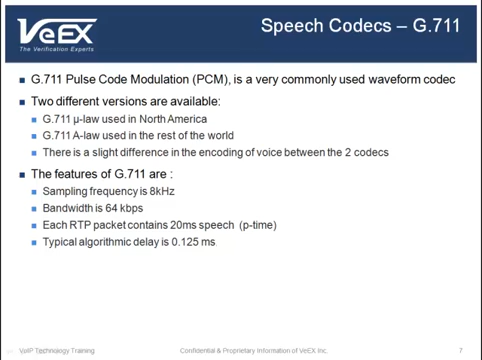 VeEX
The Verification Experts
Speech Codecs – G.711
G.711 Pulse Code Modulation (PCM), is a very commonly used waveform codec
Two different versions are available:
G.711 μ-law used in North America
G.711 A-law used in the rest of the world
There is a slight difference in the encoding of voice between the 2 codecs
The features of G.711 are :
Sampling frequency is 8kHz
Bandwidth is 64 kbps
Each RTP packet contains 20ms speech (p-time)
Typical algorithmic delay is 0.125 ms
VoIP Technology Training
Confidential & Proprietary Information of VeEX Inc.
7